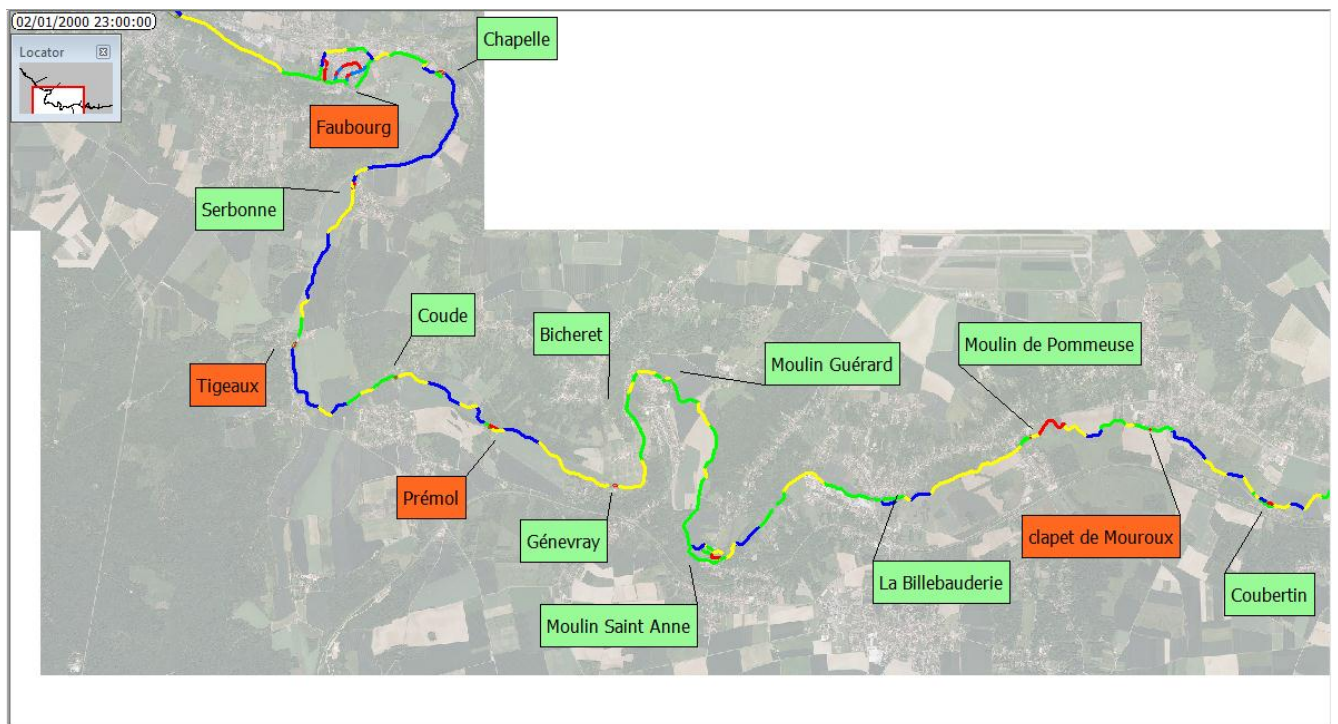 (02/01/2000 23:00:00)
Locator
Chapelle
Faubourg
Serbonne
Coude
Bicheret
Moulin de Pommeuse
Moulin Guérard
Tigeaux
Prémol
Génevray
clapet de Mouroux
La Billebauderie
Coubertin
Moulin Saint Anne